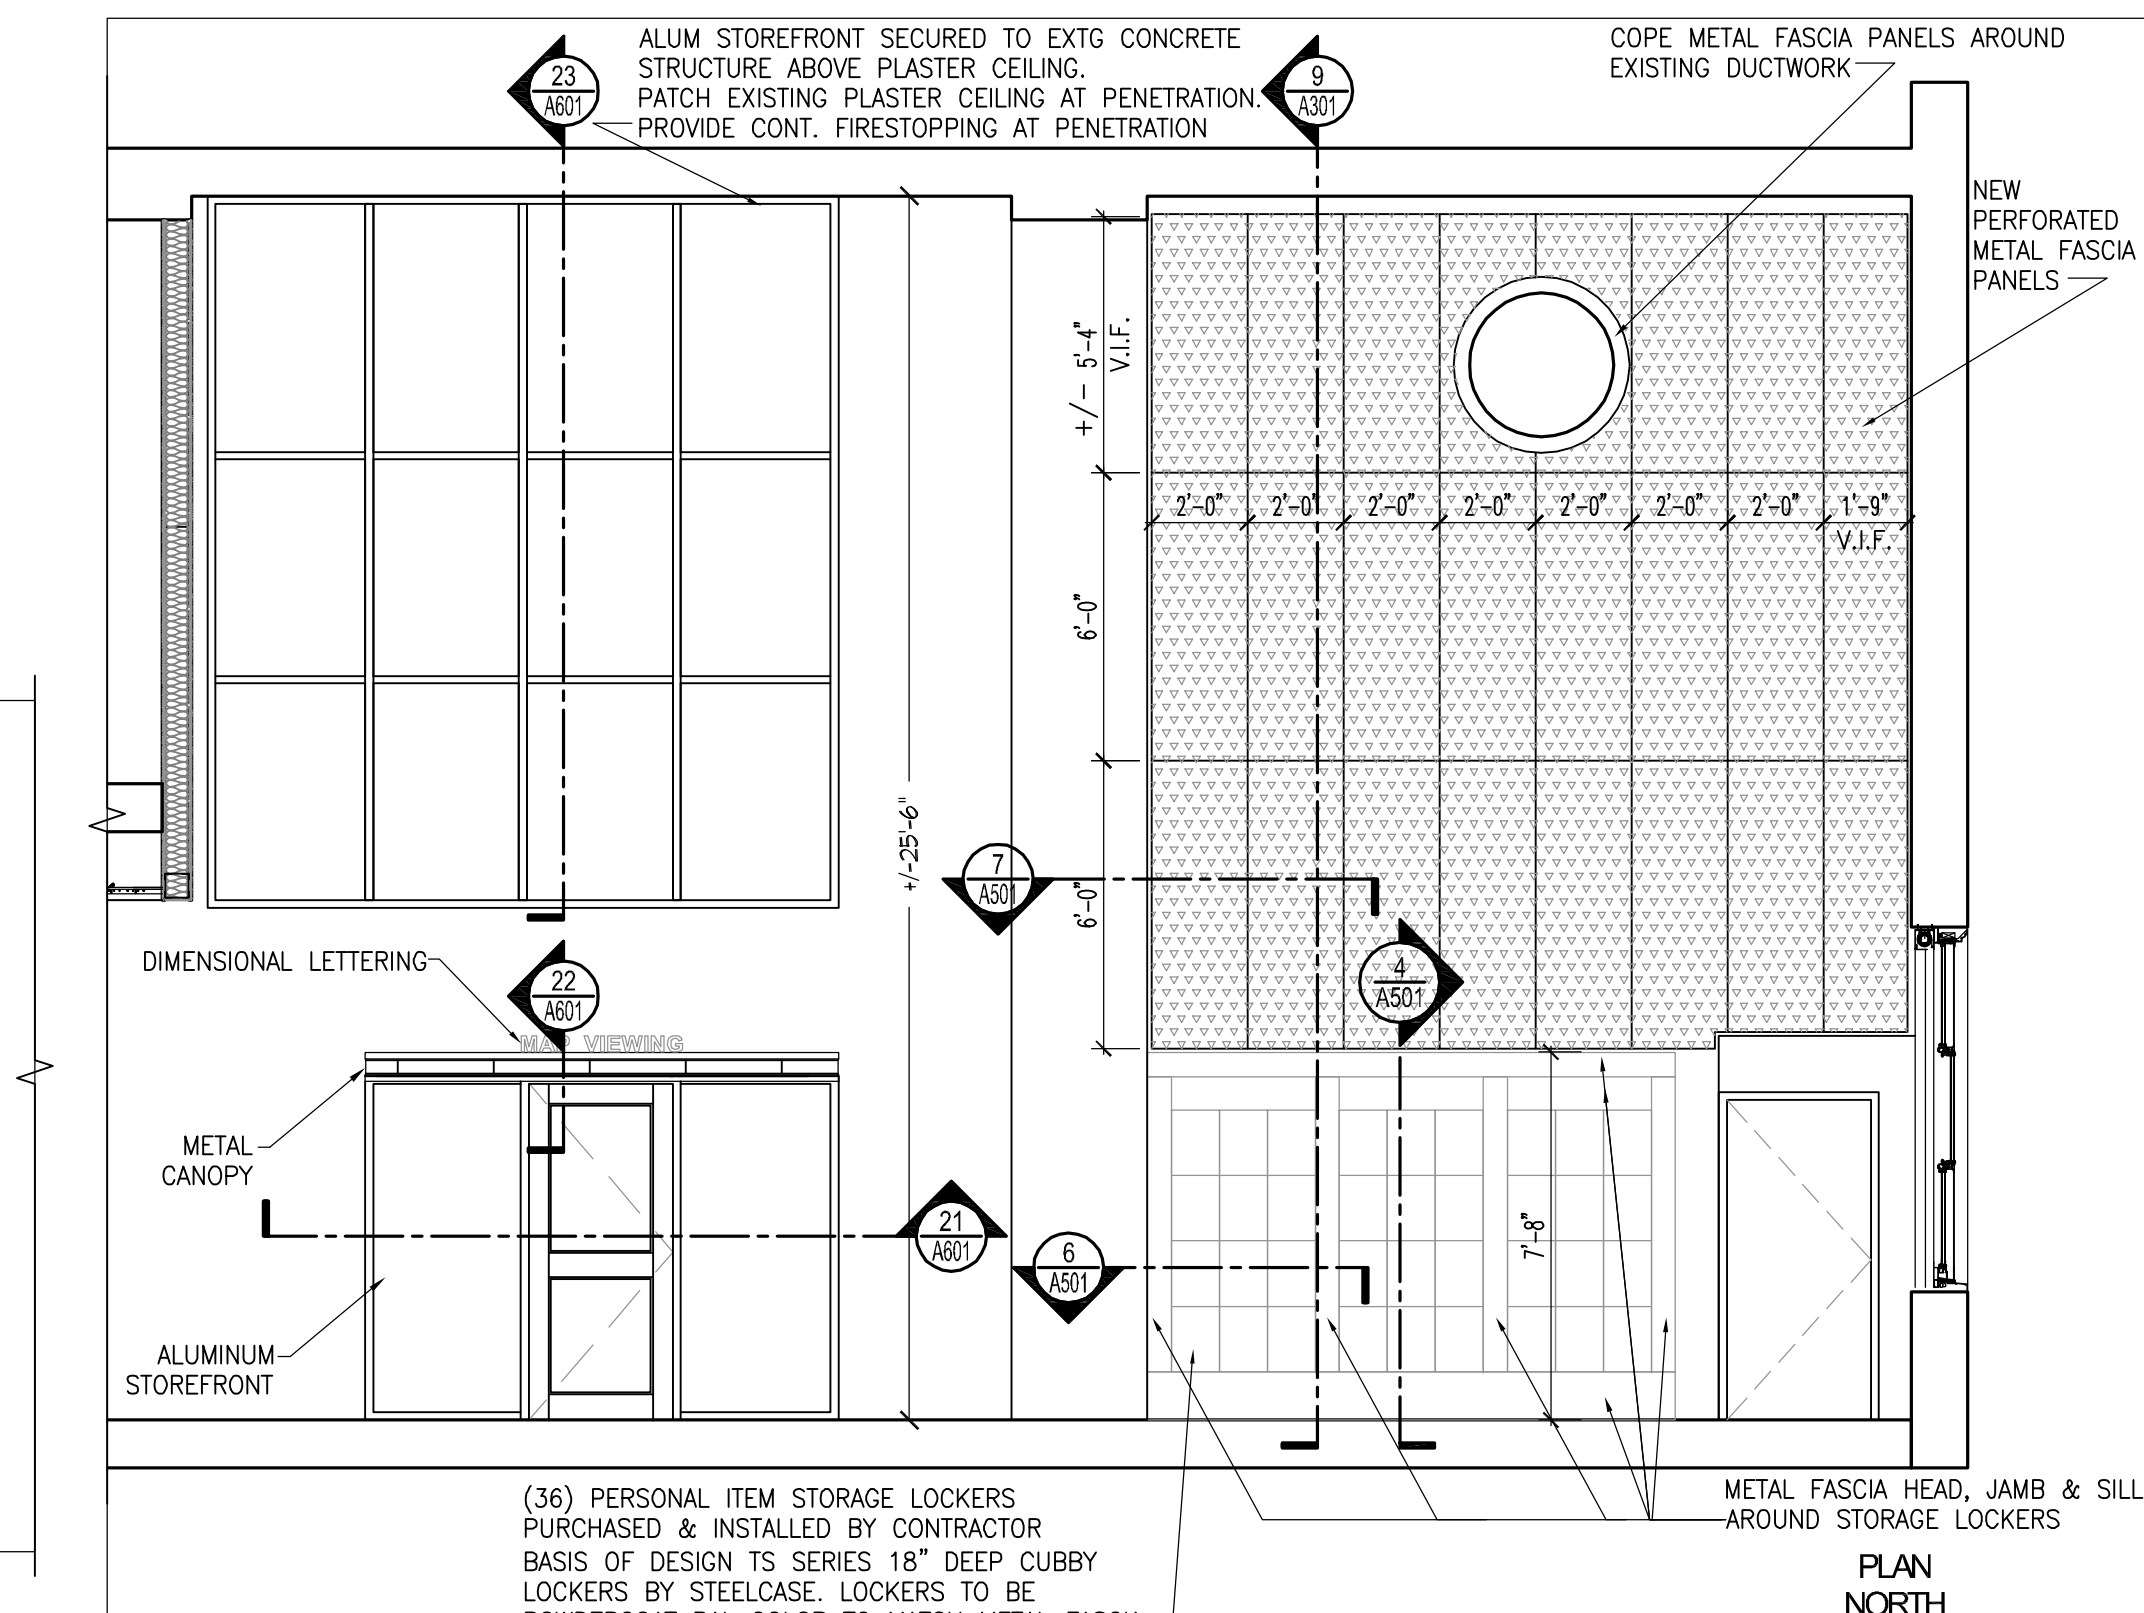 ALUM STOREFRONT SECURED TO EXTG CONCRETE
STRUCTURE ABOVE PLASTER CEILING.
PATCH EXISTING PLASTER CEILING AT PENETRATION.
PROVIDE CONT. FIRESTOPPING AT PENETRATION
23
A601
9
A301
COPE METAL FASCIA PANELS AROUND
EXISTING DUCTWORK
NEW
PERFORATED
METAL FASCIA
PANELS
+/- 5'-4"
V.I.F.
2'-0"
2'-0"
2'-0"
2'-0"
2'-0"
2'-0"
2'-0"
1'-9"
V.I.F.
6'-0"
+/-25'-6"
7
A501
6'-0"
4
A501
DIMENSIONAL LETTERING
22
A601
MAP VIEWING
METAL
CANOPY
21
A601
6
A501
7'-8"
ALUMINUM
STOREFRONT
(36) PERSONAL ITEM STORAGE LOCKERS
PURCHASED & INSTALLED BY CONTRACTOR
BASIS OF DESIGN TS SERIES 18" DEEP CUBBY
LOCKERS BY STEELCASE. LOCKERS TO BE
METAL FASCIA HEAD, JAMB & SILL
AROUND STORAGE LOCKERS
PLAN
NORTH